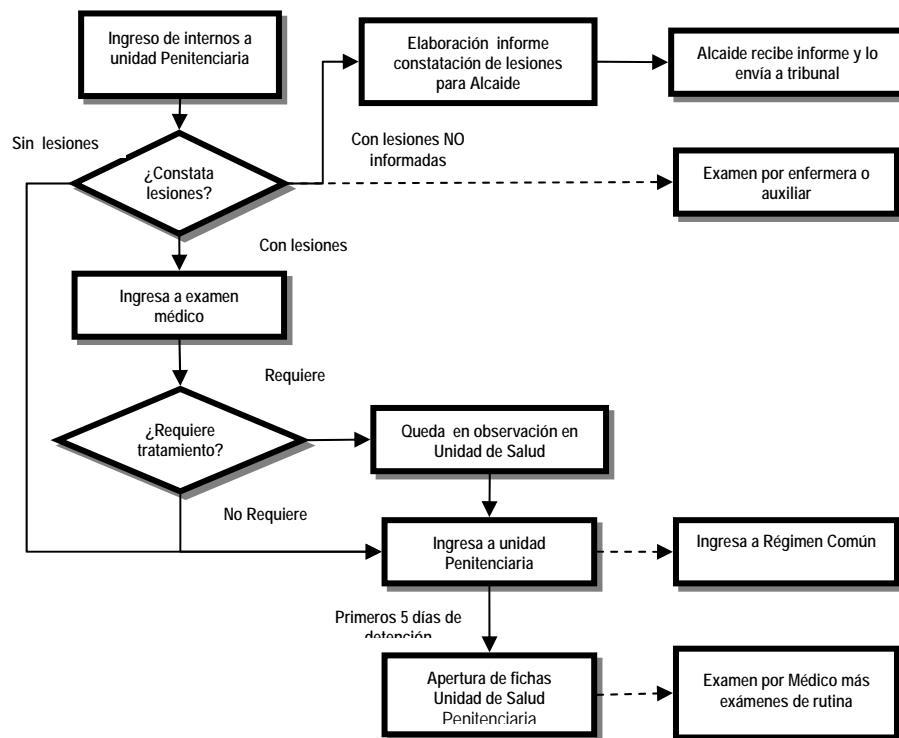 Ingreso de internos a
unidad Penitenciaria
Elaboración informe
constatación de lesiones
para Alcaide
Alcaide recibe informe y lo
envía a tribunal
Sin lesiones
Con lesiones NO
informadas
¿Constata
lesiones?
Examen por enfermera o
auxiliar
Con lesiones
Ingresa a examen
médico
Requiere
¿Requiere
tratamiento?
Queda en observación en
Unidad de Salud
No Requiere
Ingresa a unidad
Penitenciaria
Ingresa a Régimen Común
Primeros 5 días de
detención
Apertura de fichas
Unidad de Salud
Penitenciaria
Examen por Médico más
exámenes de rutina